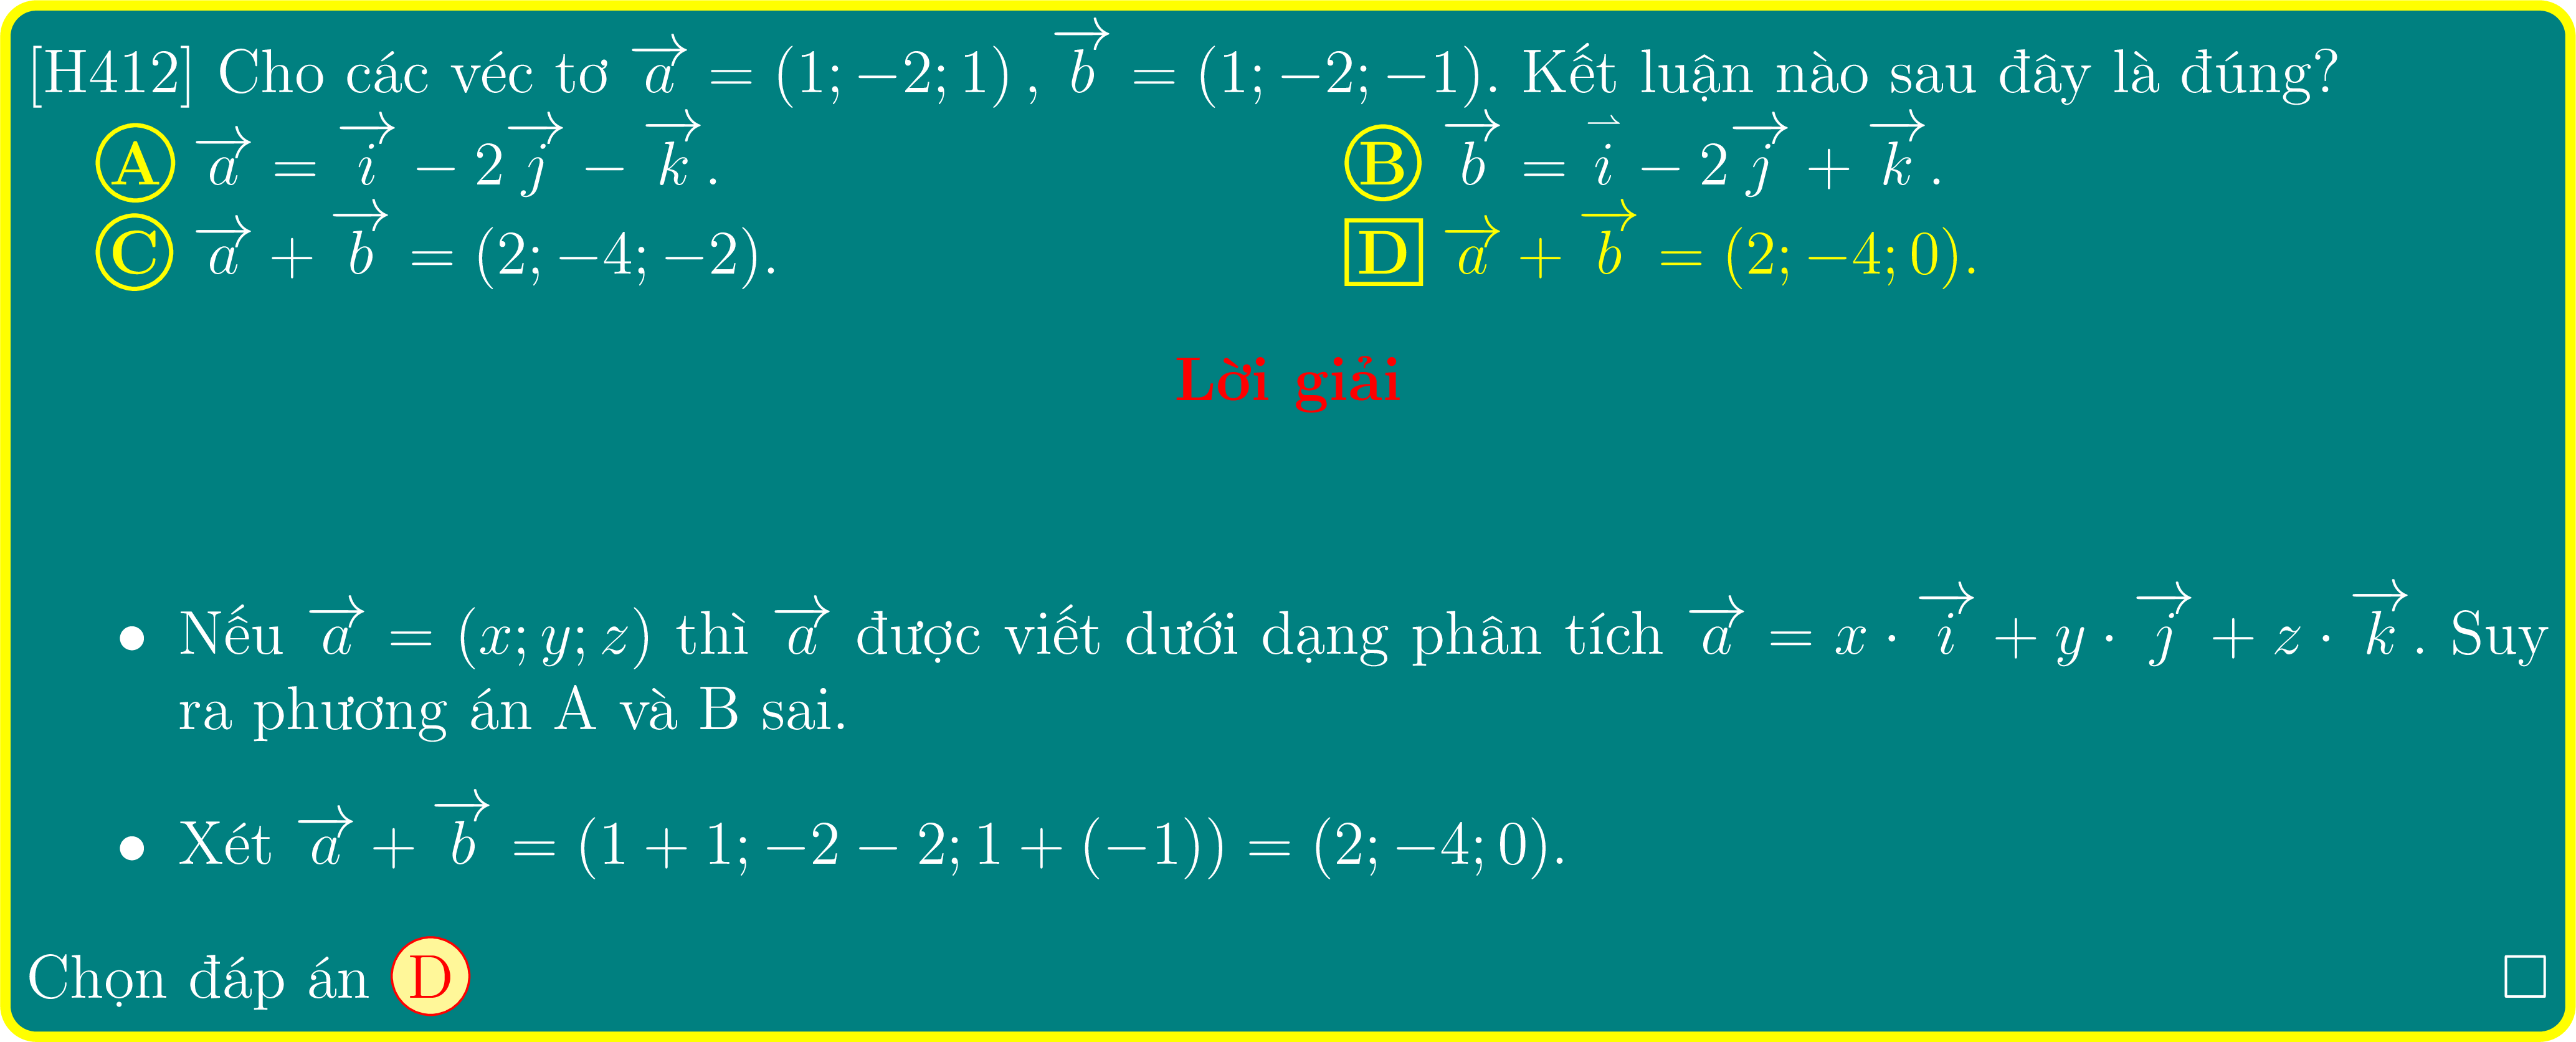 [H412] Cho các véc tơ $\overrightarrow{a} = (1; -2; 1), \overrightarrow{b} = (1; -2; -1)$. Kết luận nào sau đây là đúng?
A $\overrightarrow{a} = \overrightarrow{i} - 2\overrightarrow{j} - \overrightarrow{k}$. B $\overrightarrow{b} = \overset{\rightharpoonup}{i} - 2\overrightarrow{j} + \overrightarrow{k}$.
C $\overrightarrow{a} + \overrightarrow{b} = (2; -4; -2)$. D $\overrightarrow{a} + \overrightarrow{b} = (2; -4; 0)$.
Lời giải
• Nếu $\overrightarrow{a} = (x; y; z)$ thì $\overrightarrow{a}$ được viết dưới dạng phân tích $\overrightarrow{a} = x \cdot \overrightarrow{i} + y \cdot \overrightarrow{j} + z \cdot \overrightarrow{k}$. Suy
ra phương án A và B sai.
• Xét $\overrightarrow{a} + \overrightarrow{b} = (1 + 1; -2 - 2; 1 + (-1)) = (2; -4; 0)$.
Chọn đáp án D □